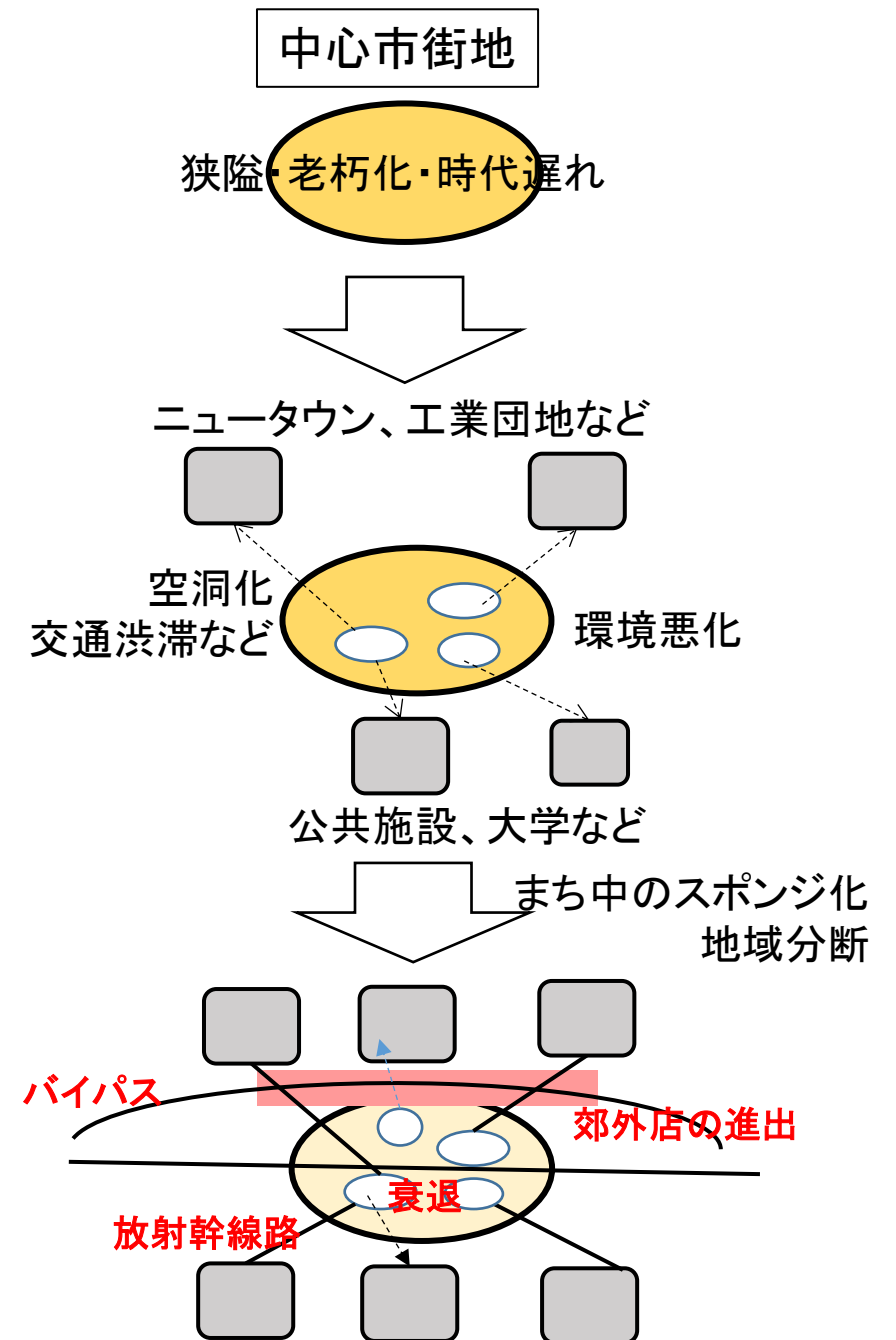 中心市街地
狭隘・老朽化・時代遅れ
ニュータウン、工業団地など
空洞化
交通渋滞など
環境悪化
公共施設、大学など
まち中のスポンジ化
地域分断
バイパス
郊外店の進出
衰退
放射幹線路